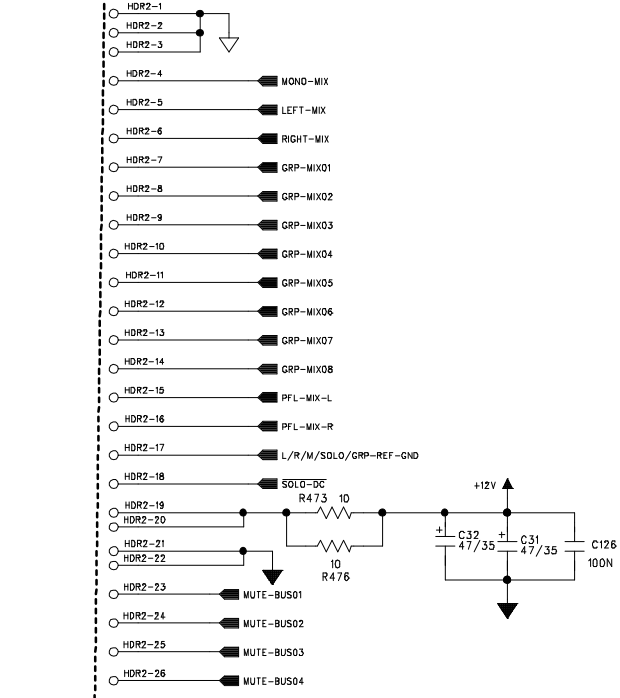 HDR2-1
HDR2-2
HDR2-3
HDR2-4 MONO-MIX
HDR2-5 LEFT-MIX
HDR2-6 RIGHT-MIX
HDR2-7 GRP-MIX01
HDR2-8 GRP-MIX02
HDR2-9 GRP-MIX03
HDR2-10 GRP-MIX04
HDR2-11 GRP-MIX05
HDR2-12 GRP-MIX06
HDR2-13 GRP-MIX07
HDR2-14 GRP-MIX08
HDR2-15 PFL-MIX-L
HDR2-16 PFL-MIX-R
HDR2-17 L/R/M/SOLO/GRP-REF-GND
HDR2-18 SOLO-DC
+12V
R473 10
HDR2-19
HDR2-20
+ C32 47/35
+ C31 47/35
C126 100N
HDR2-21
HDR2-22
10
R476
HDR2-23 MUTE-BUS01
HDR2-24 MUTE-BUS02
HDR2-25 MUTE-BUS03
HDR2-26 MUTE-BUS04